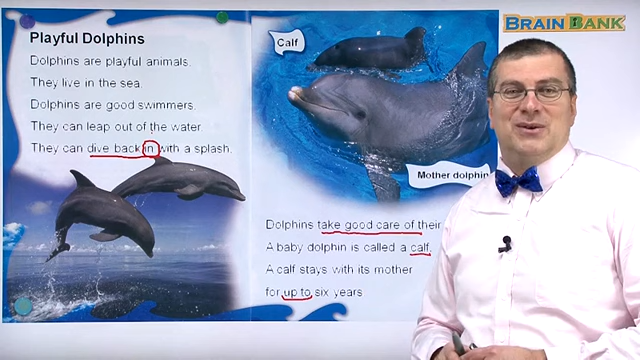 BRAIN BANK
Playful Dolphins
Dolphins are playful animals.
They live in the sea.
Dolphins are good swimmers.
They can leap out of the water.
They can dive back in with a splash.
Calf
Mother dolphin
Dolphins take good care of their
A baby dolphin is called a calf.
A calf stays with its mother
for up to six years